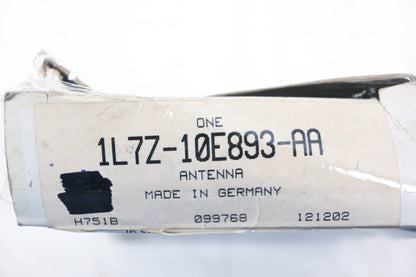 ONE
1L7Z-10E893-AA
ANTENNA
MADE IN GERMANY
H751B 099768 121202